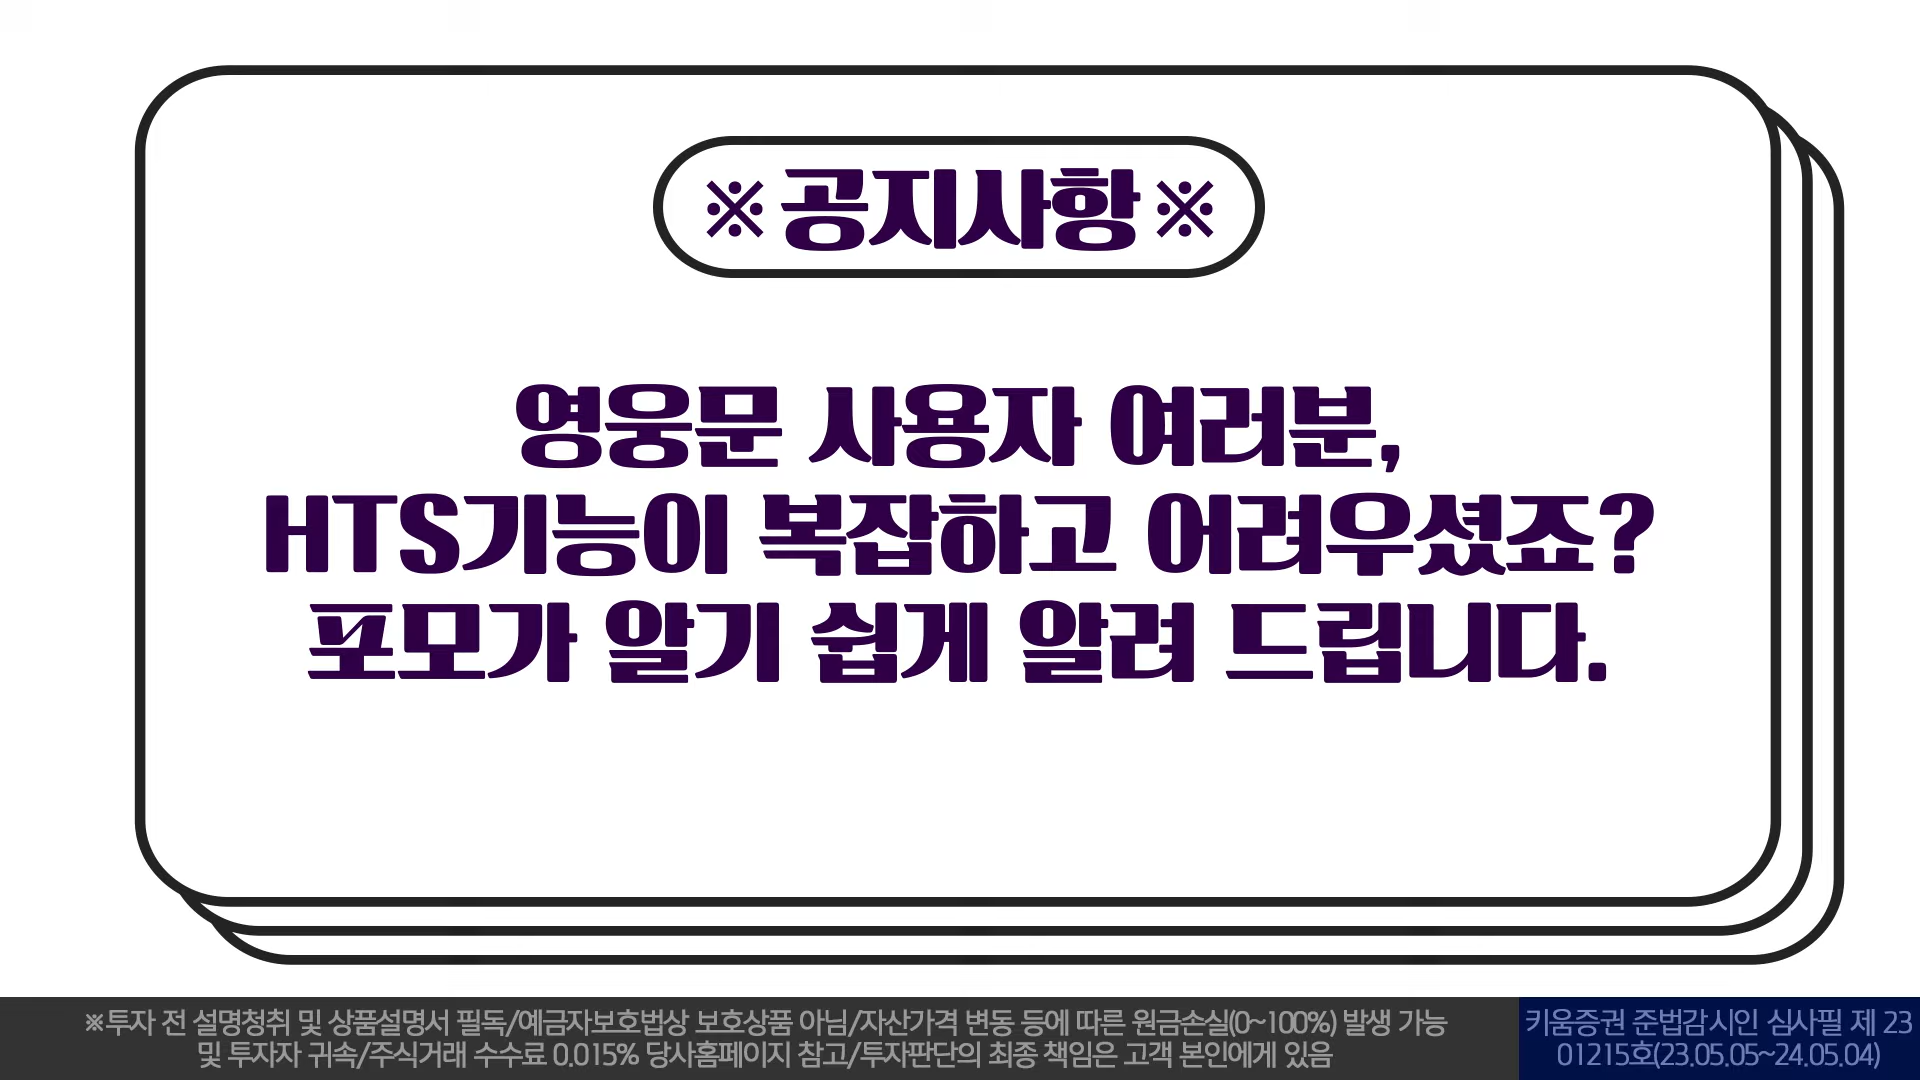 ※공지사항※
영웅문 사용자 여러분,
HTS기능이 복잡하고 어려우셨죠?
포모가 알기 쉽게 알려 드립니다.
※투자 전 설명청취 및 상품설명서 필독/예금자보호법상 보호상품 아님/자산가격 변동 등에 따른 원금손실(0~100%) 발생 가능
및 투자자 귀속/주식거래 수수료 0.015% 당사홈페이지 참고/투자판단의 최종 책임은 고객 본인에게 있음
키움증권 준법감시인 심사필 제 23
01215호(23.05.05~24.05.04)